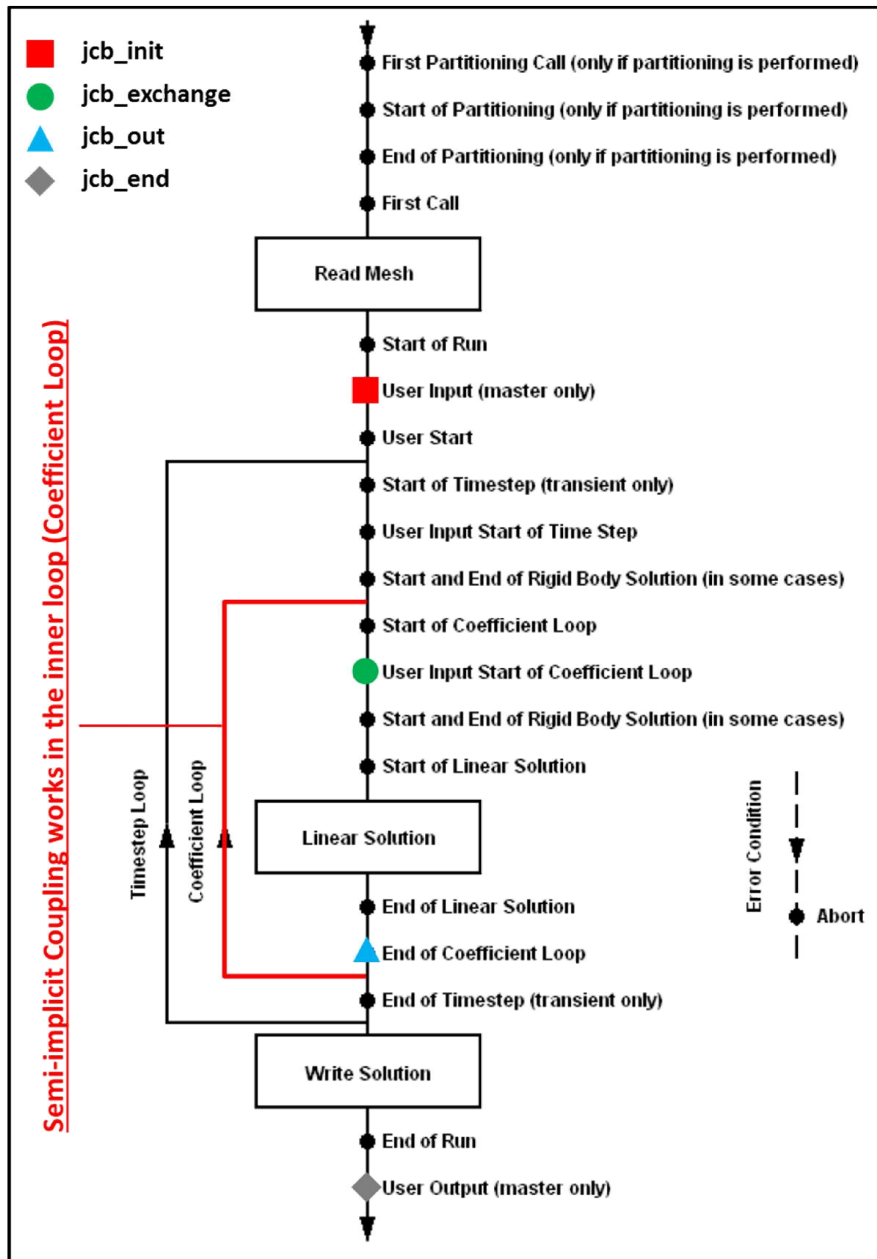 jcb_init
jcb_exchange
jcb_out
jcb_end
First Partitioning Call (only if partitioning is performed)
Start of Partitioning (only if partitioning is performed)
End of Partitioning (only if partitioning is performed)
First Call
Read Mesh
Start of Run
User Input (master only)
User Start
Start of Timestep (transient only)
User Input Start of Time Step
Start and End of Rigid Body Solution (in some cases)
Start of Coefficient Loop
User Input Start of Coefficient Loop
Start and End of Rigid Body Solution (in some cases)
Start of Linear Solution
Linear Solution
End of Linear Solution
End of Coefficient Loop
End of Timestep (transient only)
Write Solution
End of Run
User Output (master only)
Semi-implicit Coupling works in the inner loop (Coefficient Loop)
Timestep Loop
Coefficient Loop
Error Condition
Abort